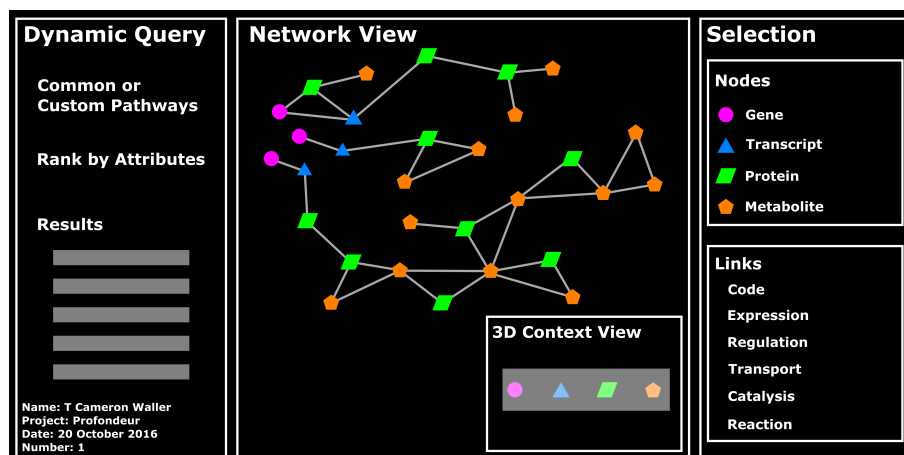 Dynamic Query
Common or
Custom Pathways
Rank by Attributes
Results
Name: T Cameron Waller
Project: Profondeur
Date: 20 October 2016
Number: 1
Network View
3D Context View
Selection
Nodes
Gene
Transcript
Protein
Metabolite
Links
Code
Expression
Regulation
Transport
Catalysis
Reaction